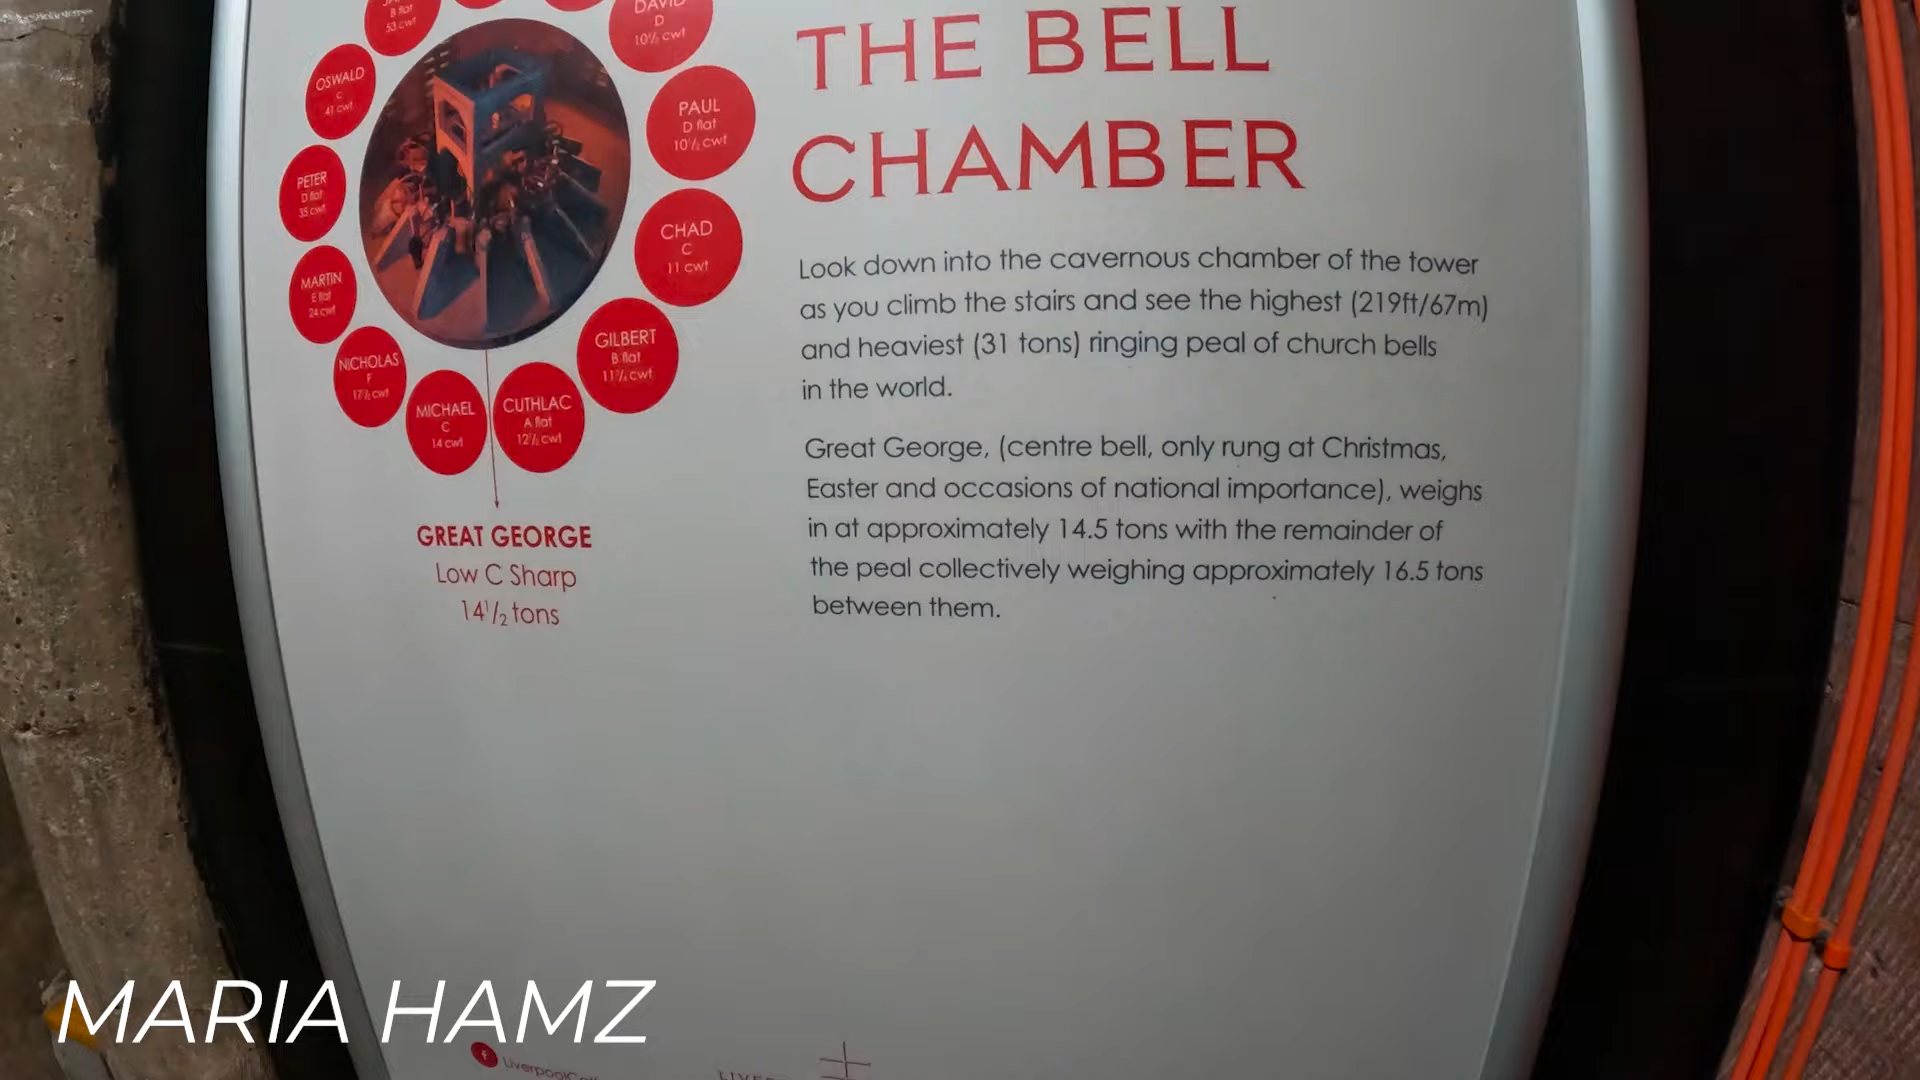 B flat
53 cwt
DAVID
D
10½ cwt
OSWALD
C
41 cwt
PAUL
D flat
10½ cwt
PETER
D flat
35 cwt
CHAD
C
11 cwt
MARTIN
E flat
24 cwt
GILBERT
B flat
11¾ cwt
NICHOLAS
F
17½ cwt
MICHAEL
C
14 cwt
CUTHLAC
A flat
12½ cwt
GREAT GEORGE
Low C Sharp
14½ tons
THE BELL
CHAMBER
Look down into the cavernous chamber of the tower
as you climb the stairs and see the highest (219ft/67m)
and heaviest (31 tons) ringing peal of church bells
in the world.
Great George, (centre bell, only rung at Christmas,
Easter and occasions of national importance), weighs
in at approximately 14.5 tons with the remainder of
the peal collectively weighing approximately 16.5 tons
between them.
MARIA HAMZ